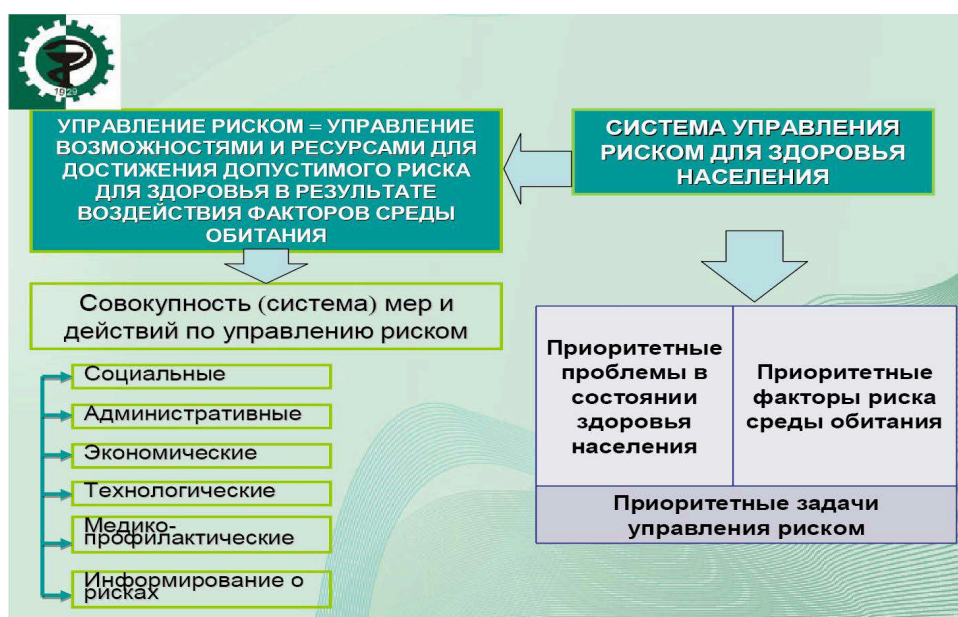 1929
УПРАВЛЕНИЕ РИСКОМ = УПРАВЛЕНИЕ
ВОЗМОЖНОСТЯМИ И РЕСУРСАМИ ДЛЯ
ДОСТИЖЕНИЯ ДОПУСТИМОГО РИСКА
ДЛЯ ЗДОРОВЬЯ В РЕЗУЛЬТАТЕ
ВОЗДЕЙСТВИЯ ФАКТОРОВ СРЕДЫ
ОБИТАНИЯ
СИСТЕМА УПРАВЛЕНИЯ
РИСКОМ ДЛЯ ЗДОРОВЬЯ
НАСЕЛЕНИЯ
Совокупность (система) мер и
действий по управлению риском
Социальные
Административные
Экономические
Технологические
Медико-
профилактические
Информирование о
рисках
Приоритетные
проблемы в
состоянии
здоровья
населения
Приоритетные
факторы риска
среды обитания
Приоритетные задачи
управления риском